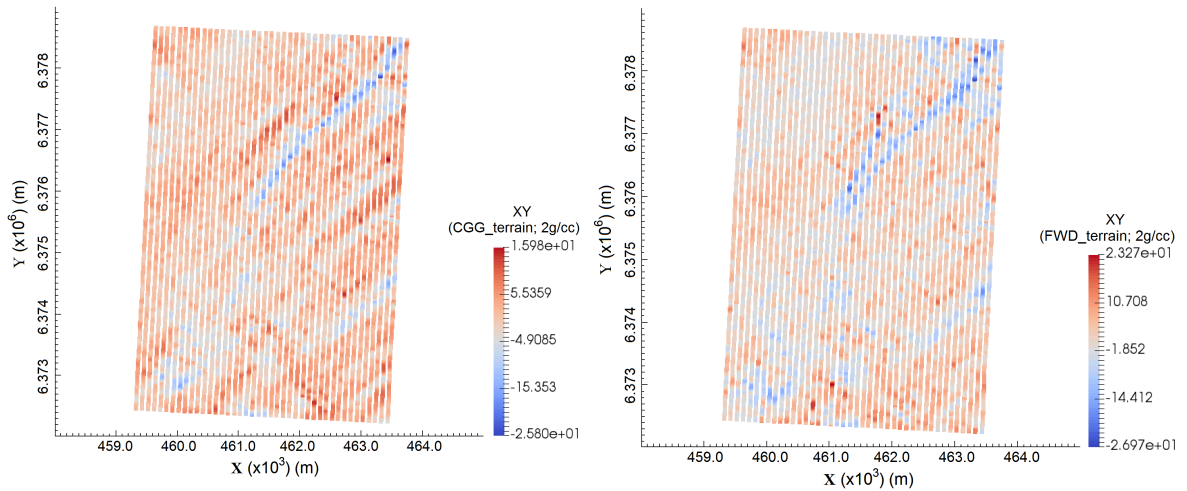 6.378
6.377
6.376
6.375
6.374
6.373
Y (x10⁶) (m)
459.0 460.0 461.0 462.0 463.0 464.0
X (x10³) (m)
XY
(CGG_terrain; 2g/cc)
1.598e+01
5.5359
-4.9085
-15.353
-2.580e+01
6.378
6.377
6.376
6.375
6.374
6.373
Y (x10⁶) (m)
459.0 460.0 461.0 462.0 463.0 464.0
X (x10³) (m)
XY
(FWD_terrain; 2g/cc)
2.327e+01
10.708
-1.852
-14.412
-2.697e+01